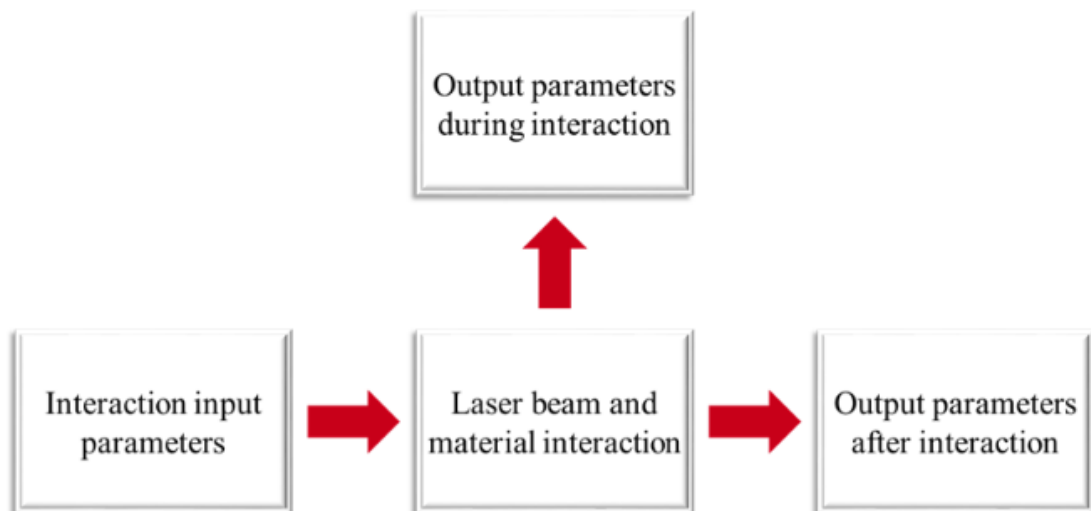 Output parameters
during interaction
Interaction input
parameters
Laser beam and
material interaction
Output parameters
after interaction